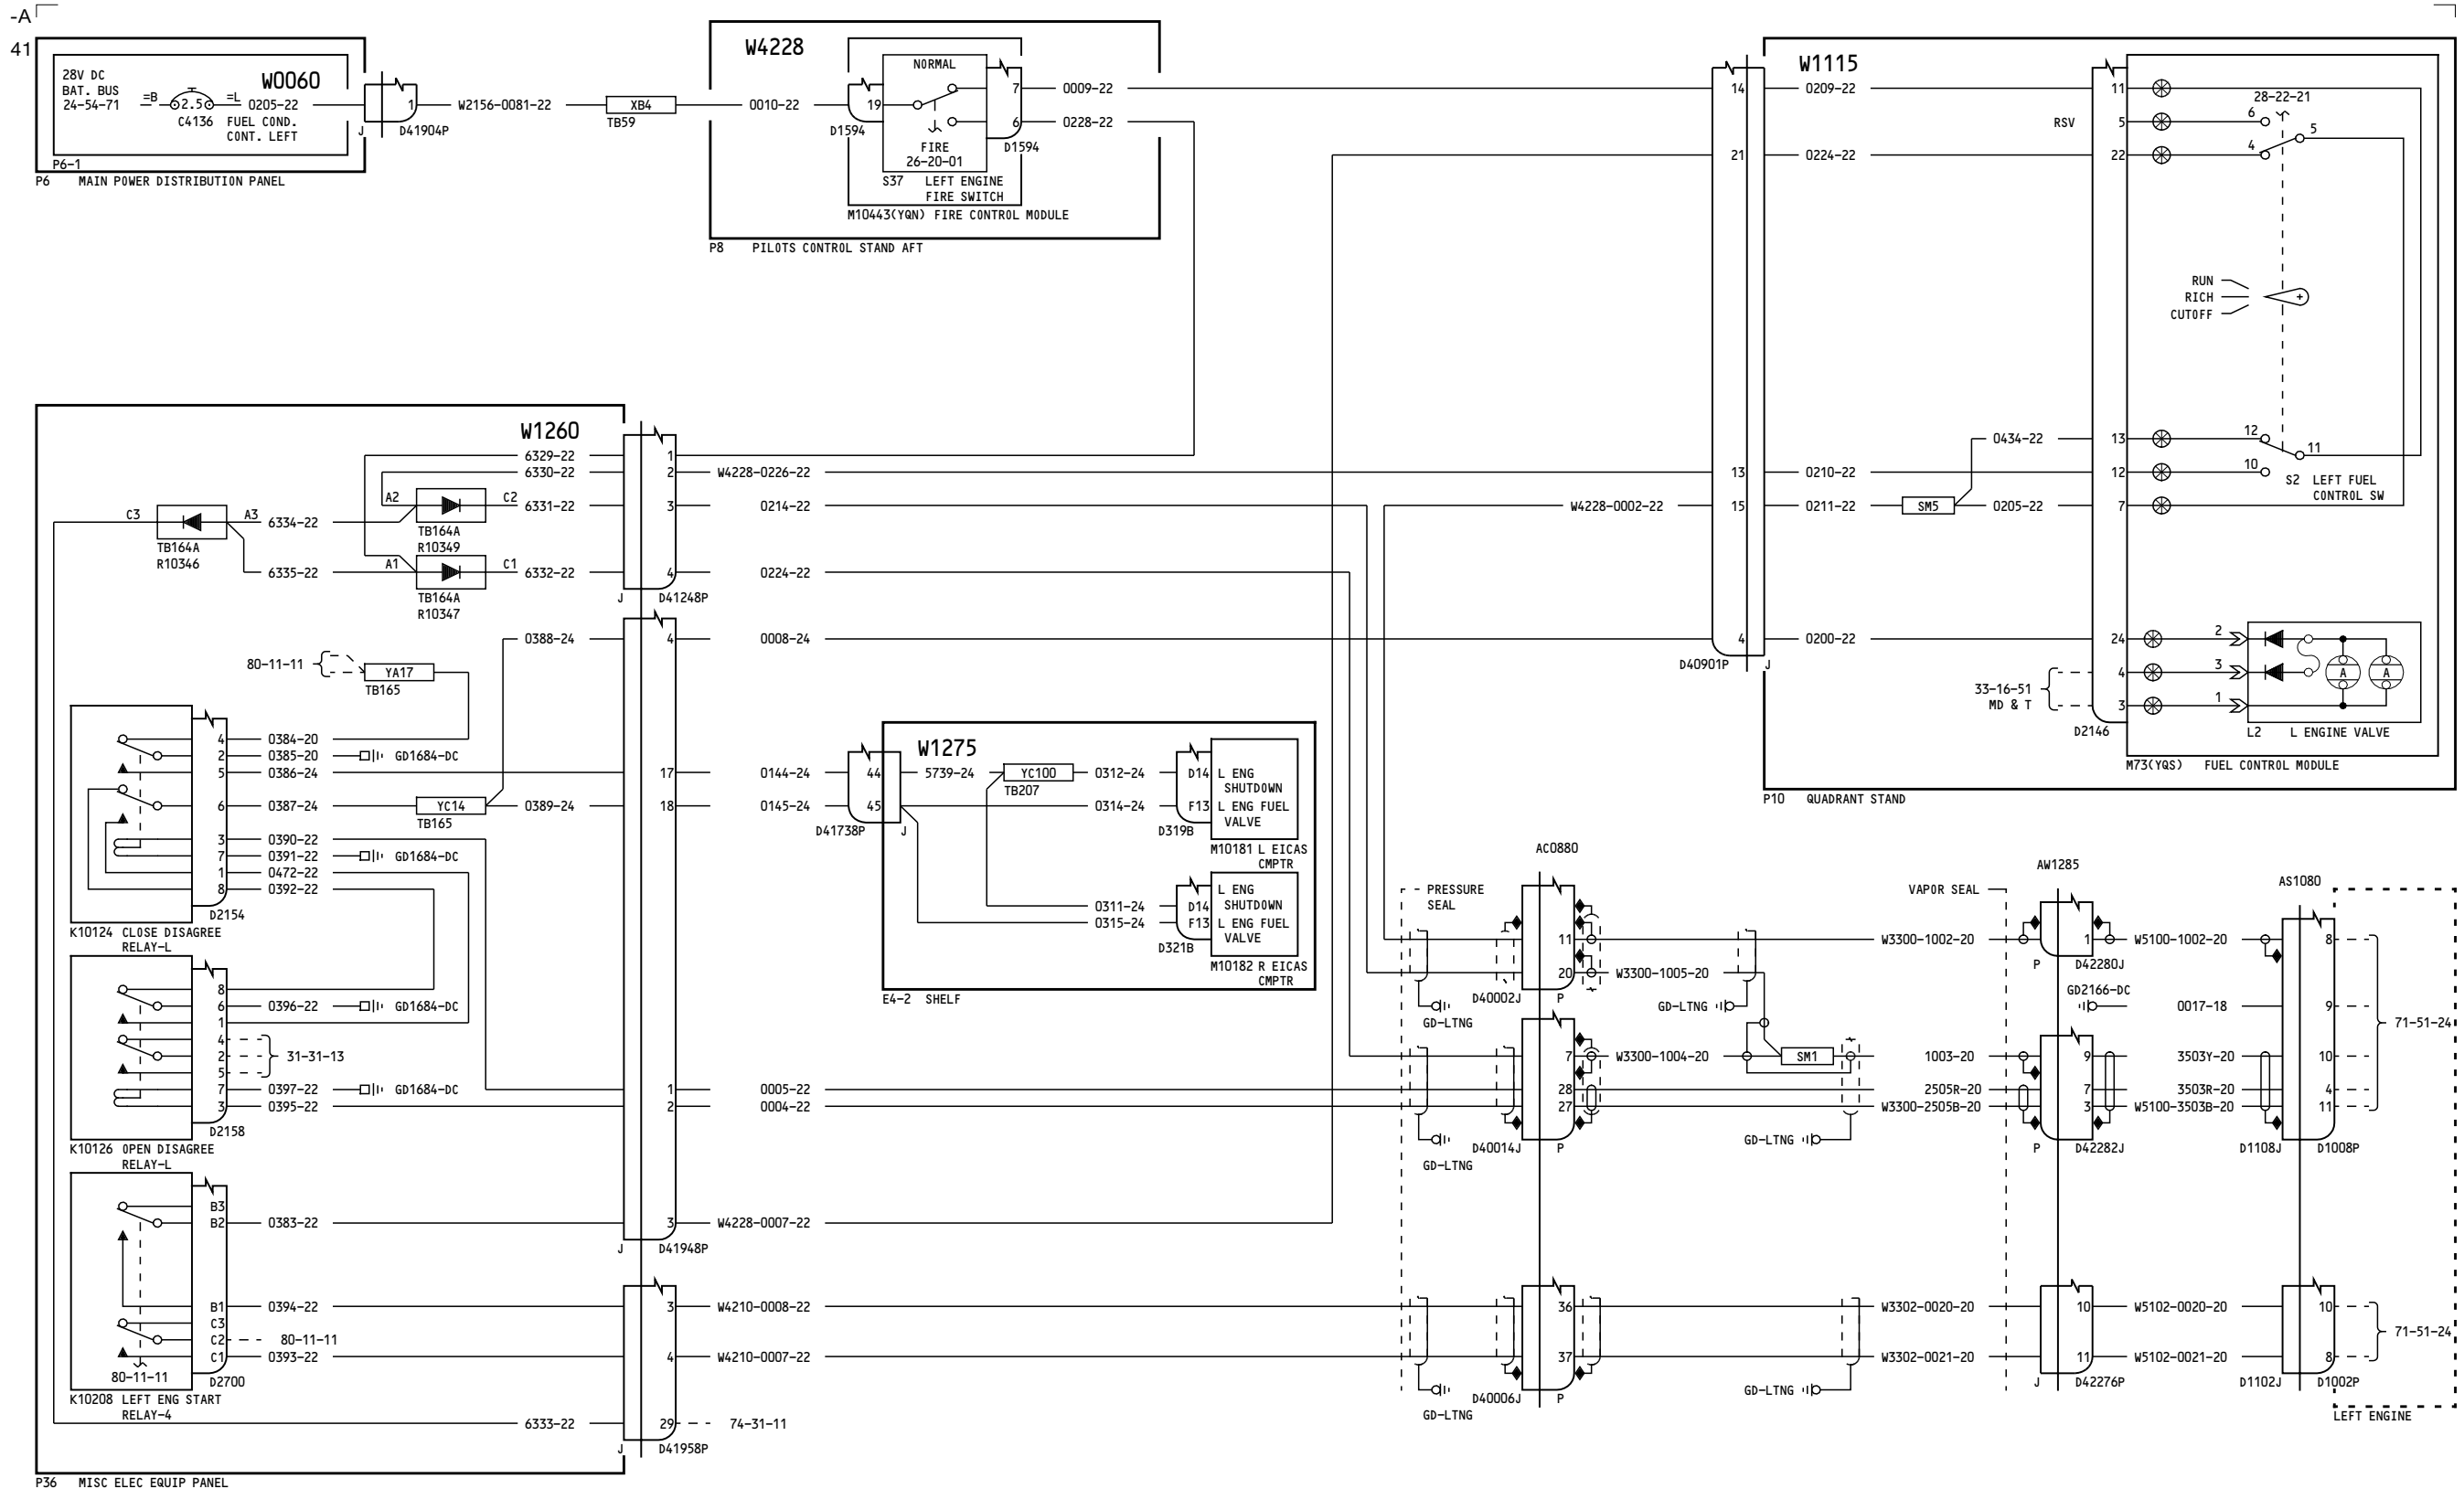 -A
41
28V DC
BAT. BUS
24-54-71
=B
2.5
=L
C4136
W0060
0205-22
FUEL COND.
CONT. LEFT
P6-1
P6 MAIN POWER DISTRIBUTION PANEL
J
1
D41904P
W2156-0081-22
XB4
TB59
W4228
0010-22
19
D1594
NORMAL
FIRE
26-20-01
S37 LEFT ENGINE
FIRE SWITCH
7
6
D1594
M10443(YQN) FIRE CONTROL MODULE
P8 PILOTS CONTROL STAND AFT
0009-22
0228-22
W1115
14
0209-22
11
RSV
5
21
0224-22
22
28-22-21
6
5
4
RUN
RICH
CUTOFF
0434-22
13
12
11
13
0210-22
12
10
S2 LEFT FUEL
CONTROL SW
W4228-0002-22
15
0211-22
SM5
0205-22
7
4
0200-22
24
2
D40901P
J
33-16-51
MD & T
4
3
3
1
A
A
D2146
L2 L ENGINE VALVE
M73(YQS) FUEL CONTROL MODULE
P10 QUADRANT STAND
W1260
6329-22
1
6330-22
2
W4228-0226-22
A2
C2
6331-22
3
0214-22
TB164A
R10349
C3
A3
6334-22
TB164A
R10346
6335-22
A1
C1
6332-22
4
0224-22
TB164A
R10347
J
D41248P
0388-24
4
0008-24
80-11-11
YA17
TB165
4
0384-20
2
0385-20
GD1684-DC
5
0386-24
17
0144-24
6
0387-24
YC14
TB165
0389-24
18
0145-24
3
0390-22
7
0391-22
GD1684-DC
1
0472-22
8
0392-22
D2154
K10124 CLOSE DISAGREE
RELAY-L
8
6
0396-22
GD1684-DC
1
4
2
5
31-31-13
7
0397-22
GD1684-DC
3
0395-22
D2158
K10126 OPEN DISAGREE
RELAY-L
1
0005-22
2
0004-22
B3
B2
0383-22
3
W4228-0007-22
J
D41948P
B1
0394-22
3
W4210-0008-22
C3
C2
80-11-11
C1
0393-22
4
W4210-0007-22
80-11-11
D2700
K10208 LEFT ENG START
RELAY-4
6333-22
29
74-31-11
J
D41958P
P36 MISC ELEC EQUIP PANEL
W1275
44
5739-24
YC100
TB207
0312-24
D14
L ENG
SHUTDOWN
45
0314-24
F13
L ENG FUEL
VALVE
D41738P
J
D319B
M10181 L EICAS
CMPTR
0311-24
D14
L ENG
SHUTDOWN
0315-24
F13
L ENG FUEL
VALVE
D321B
M10182 R EICAS
CMPTR
E4-2 SHELF
AC0880
PRESSURE
SEAL
11
20
W3300-1005-20
D40002J
P
GD-LTNG
GD-LTNG
7
W3300-1004-20
SM1
28
27
D40014J
P
GD-LTNG
GD-LTNG
36
37
D40006J
P
GD-LTNG
GD-LTNG
VAPOR SEAL
AW1285
W3300-1002-20
1
W5100-1002-20
P
D42280J
GD2166-DC
0017-18
1003-20
9
3503Y-20
2505R-20
7
3503R-20
W3300-2505B-20
3
W5100-3503B-20
P
D42282J
W3302-0020-20
10
W5102-0020-20
W3302-0021-20
11
W5102-0021-20
J
D42276P
AS1080
8
9
10
4
11
71-51-24
D1108J
D1008P
10
8
71-51-24
D1102J
D1002P
LEFT ENGINE